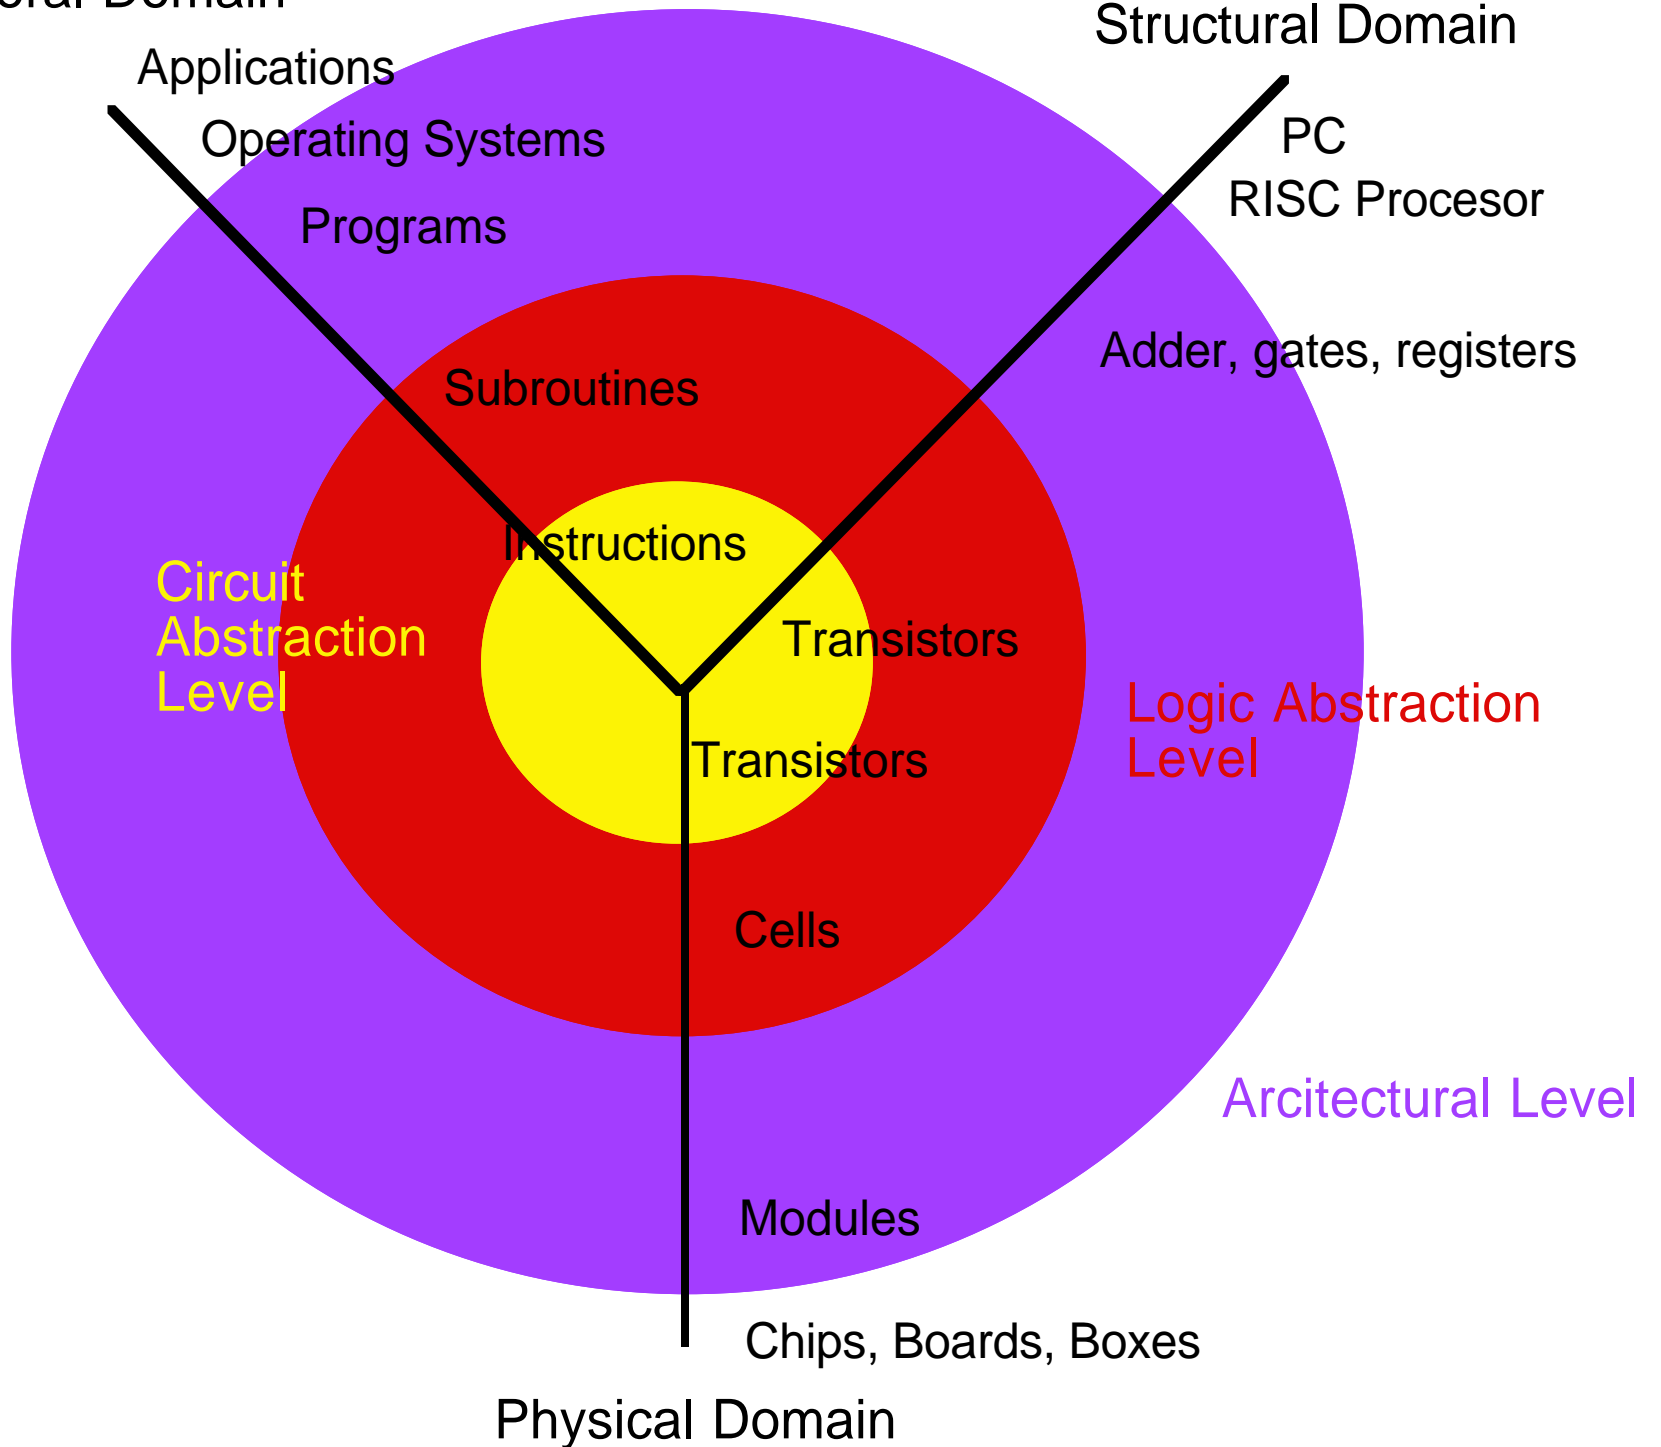 Domain
Structural Domain
Applications
PC
Operating Systems
RISC Procesor
Programs
Adder, gates, registers
Subroutines
Instructions
Circuit
Abstraction
Level
Transistors
Logic Abstraction
Level
Transistors
Cells
Arcitectural Level
Modules
Chips, Boards, Boxes
Physical Domain